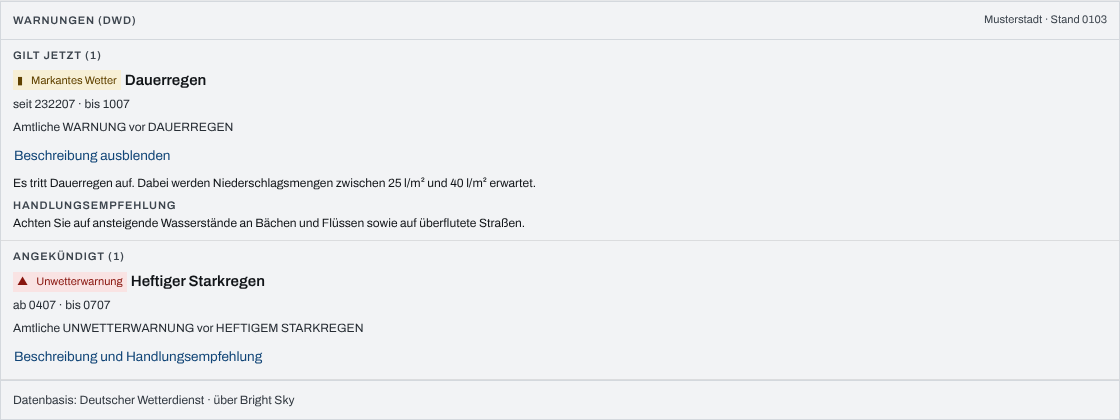 WARNUNGEN (DWD)
Musterstadt · Stand 0103
GILT JETZT (1)
Markantes Wetter Dauerregen
seit 232207 · bis 1007
Amtliche WARNUNG vor DAUERREGEN
Beschreibung ausblenden
Es tritt Dauerregen auf. Dabei werden Niederschlagsmengen zwischen 25 l/m² und 40 l/m² erwartet.
HANDLUNGSEMPFEHLUNG
Achten Sie auf ansteigende Wasserstände an Bächen und Flüssen sowie auf überflutete Straßen.
ANGEKÜNDIGT (1)
Unwetterwarnung Heftiger Starkregen
ab 0407 · bis 0707
Amtliche UNWETTERWARNUNG vor HEFTIGEM STARKREGEN
Beschreibung und Handlungsempfehlung
Datenbasis: Deutscher Wetterdienst · über Bright Sky